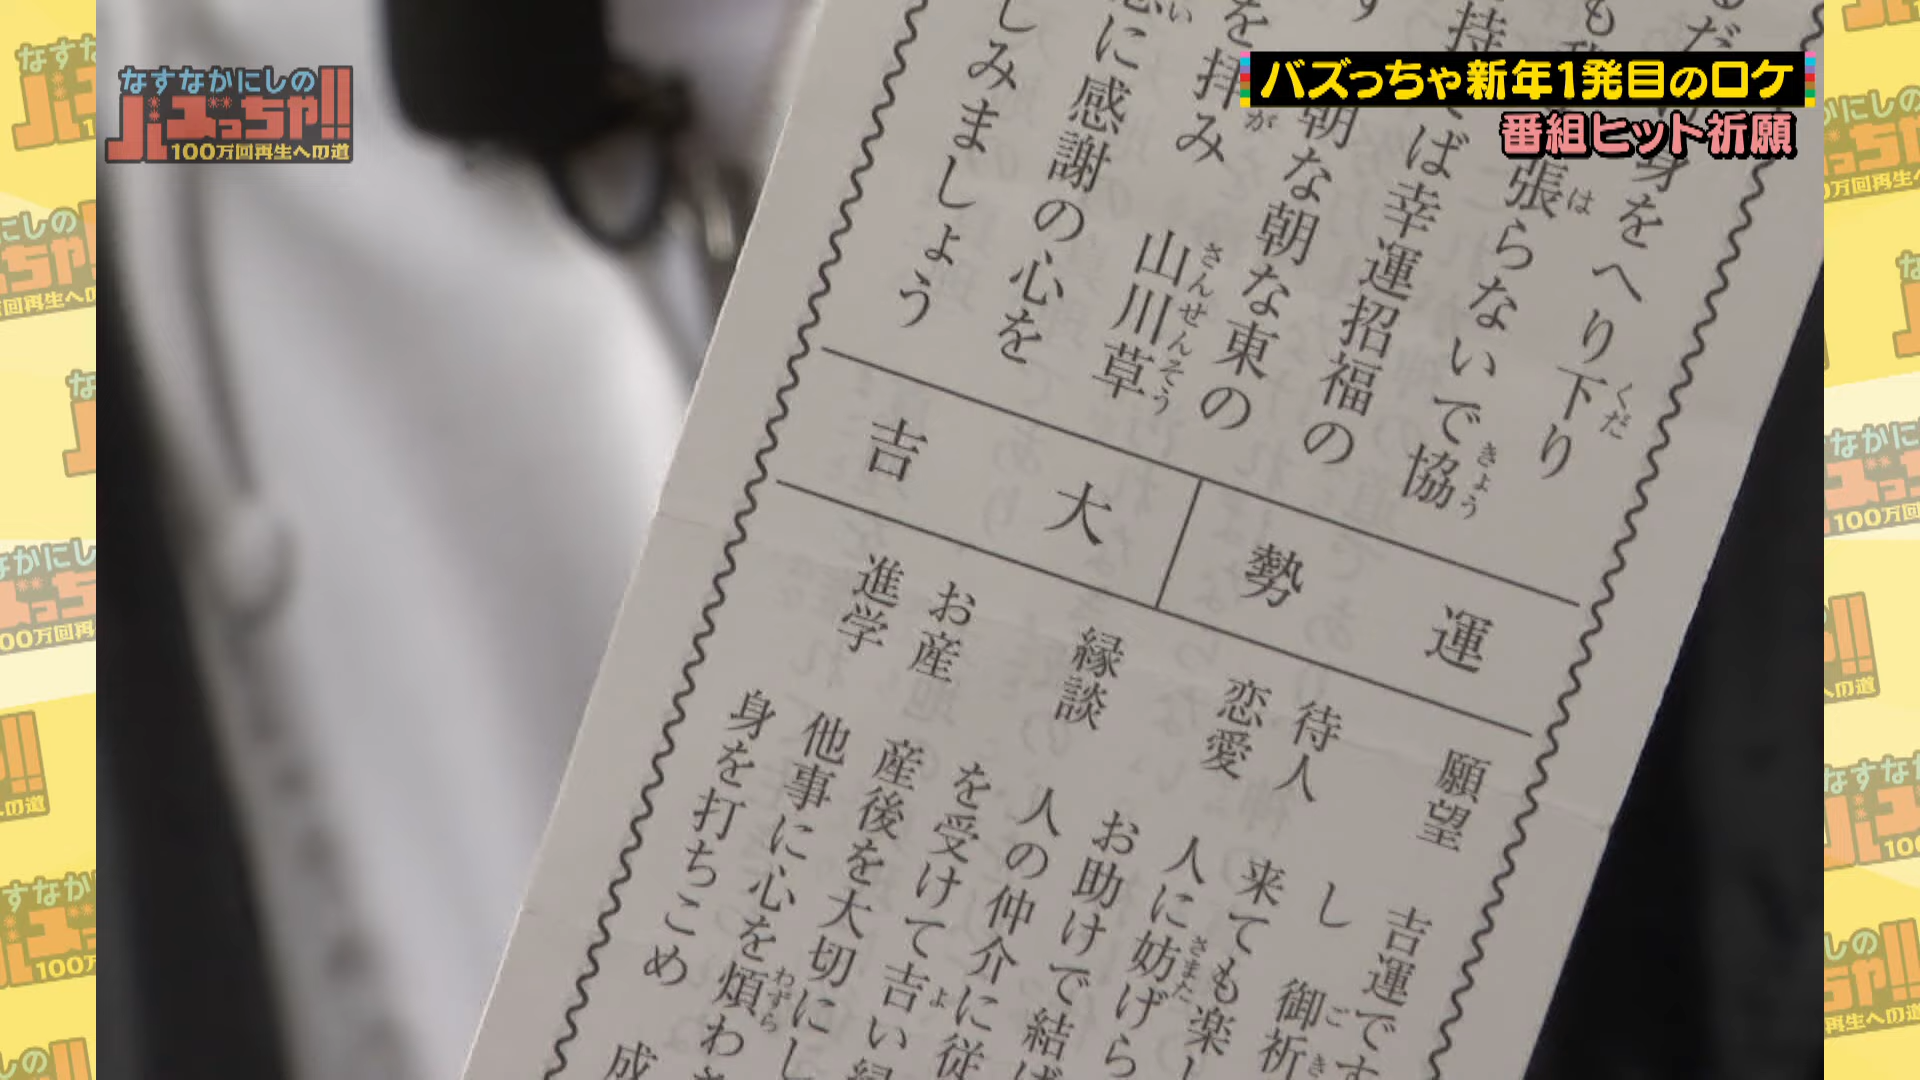 なすなかにしの
バズっちゃ!!
100万回再生への道
バズっちゃ新年1発目のロケ
番組ヒット祈願
身をへり下り
張らないで協
ば幸運招福の
朝な朝な東の
を拝み 山川草
に感謝の心を
しみましょう
運勢 大吉
願望 吉運です
し 御祈
待人 来ても楽し
恋愛 人に妨げら
お助けで結ば
縁談 人の仲介に従
を受けて吉い縁
お産 産後を大切にし
進学 他事に心を煩わ
身を打ちこめ 成